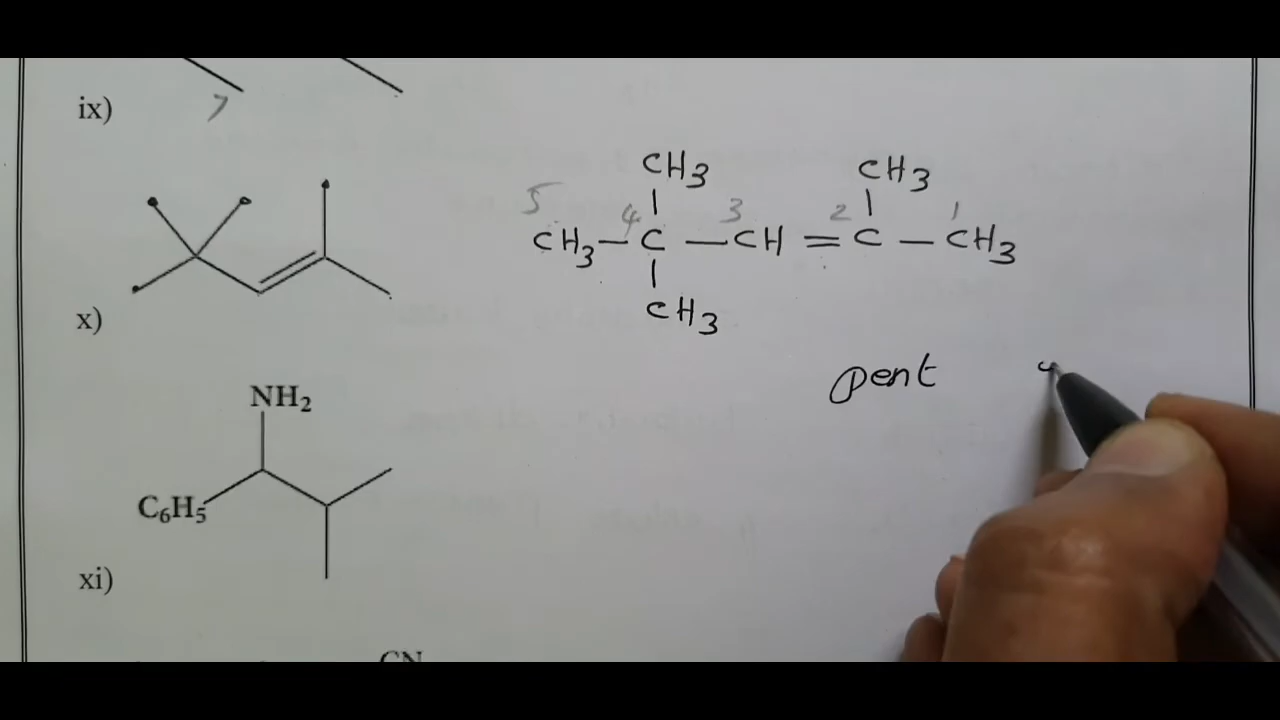 ix)
7
CH3 CH3
5 4 3 2 1
CH3 — C — CH = C — CH3
CH3
x)
pent
NH2
C6H5
xi)
CN